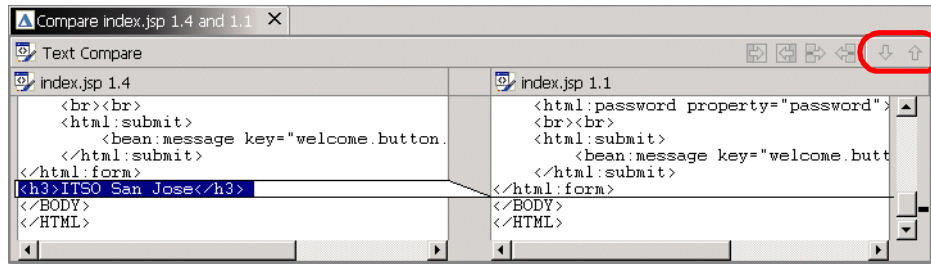 Compare index.jsp 1.4 and 1.1
Text Compare
index.jsp 1.4
<br><br>
<html:submit>
<bean:message key="welcome.button.
</html:submit>
</html:form>
<h3>ITSO San Jose</h3>
</BODY>
</HTML>
index.jsp 1.1
<html:password property="password">
<br><br>
<html:submit>
<bean:message key="welcome.butt
</html:submit>
</html:form>
</BODY>
</HTML>